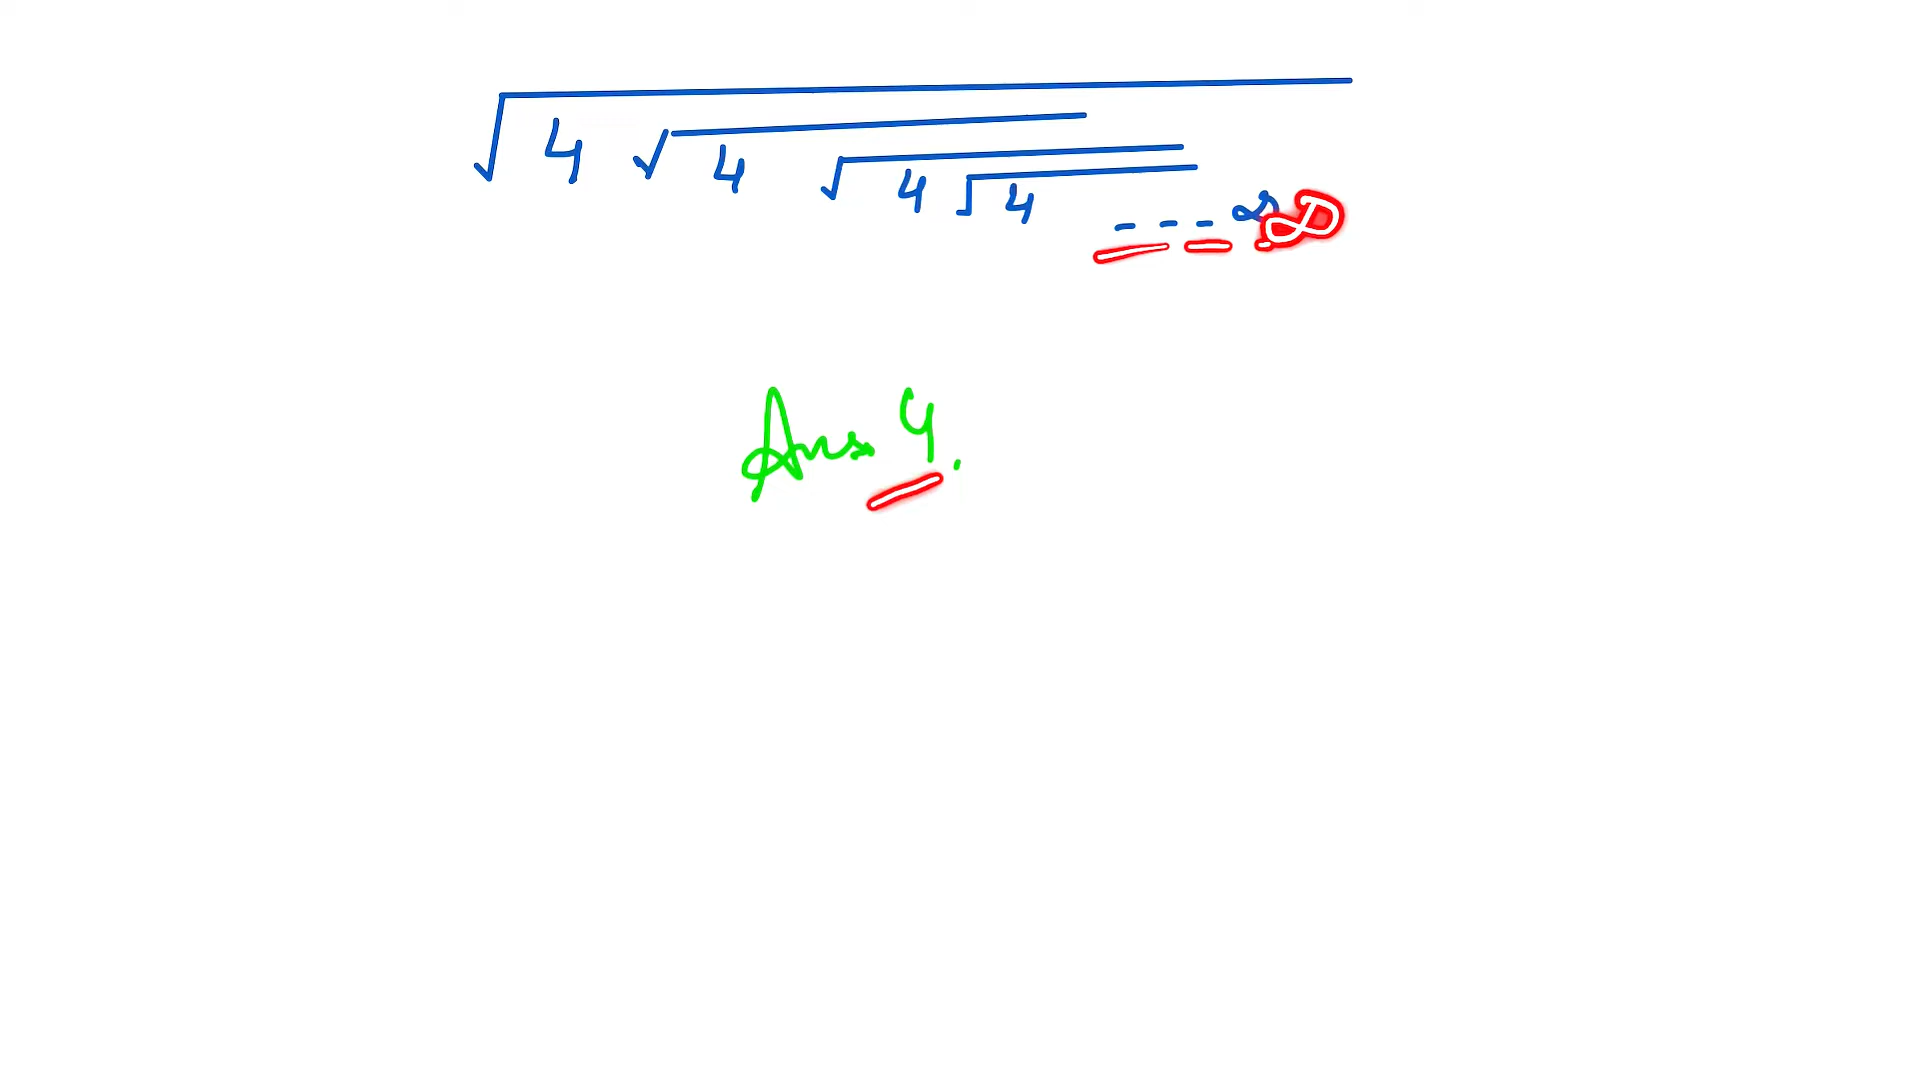 √4√4√4√4 - - - ∞ ∞
Ans 4.